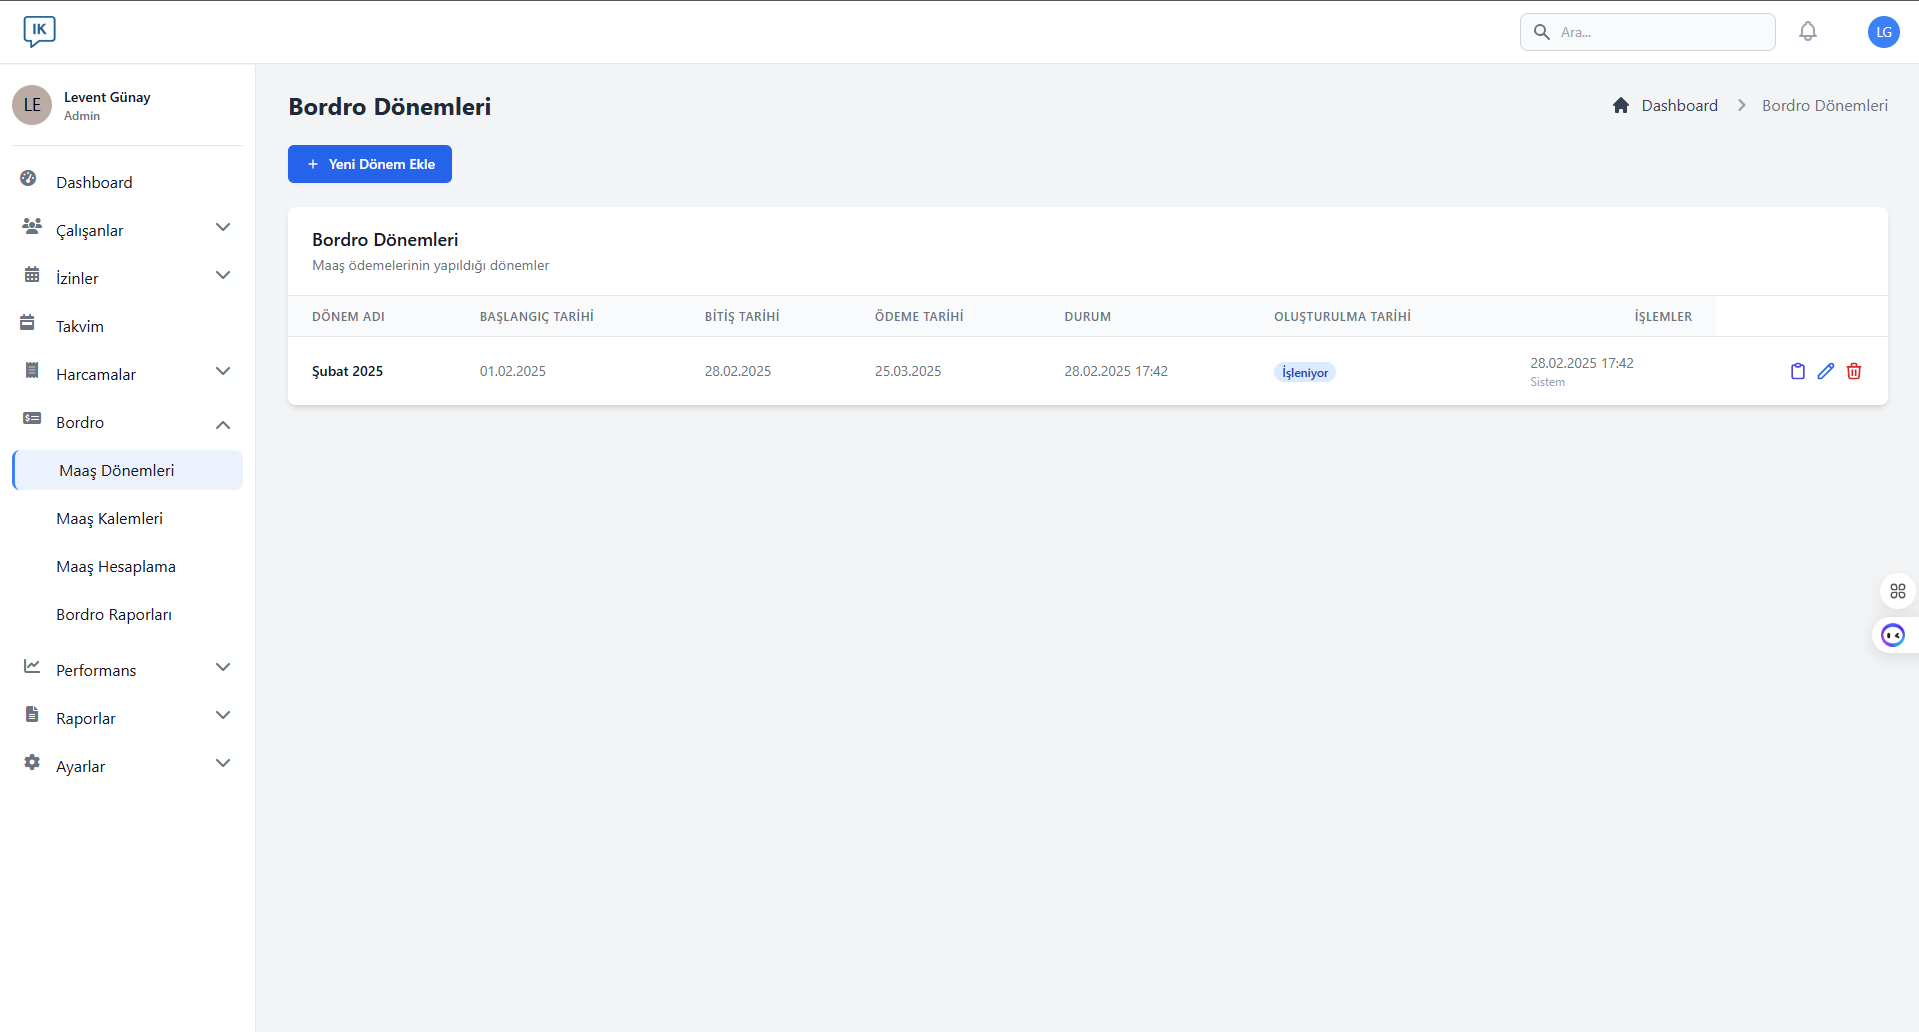 IK
Ara...
LG
LE
Levent Günay
Admin
Dashboard
Çalışanlar
İzinler
Takvim
Harcamalar
Bordro
Maaş Dönemleri
Maaş Kalemleri
Maaş Hesaplama
Bordro Raporları
Performans
Raporlar
Ayarlar
Bordro Dönemleri
Dashboard > Bordro Dönemleri
+ Yeni Dönem Ekle
Bordro Dönemleri
Maaş ödemelerinin yapıldığı dönemler
DÖNEM ADI BAŞLANGIÇ TARİHİ BİTİŞ TARİHİ ÖDEME TARİHİ DURUM OLUŞTURULMA TARİHİ İŞLEMLER
Şubat 2025 01.02.2025 28.02.2025 25.03.2025 28.02.2025 17:42 İşleniyor 28.02.2025 17:42
Sistem